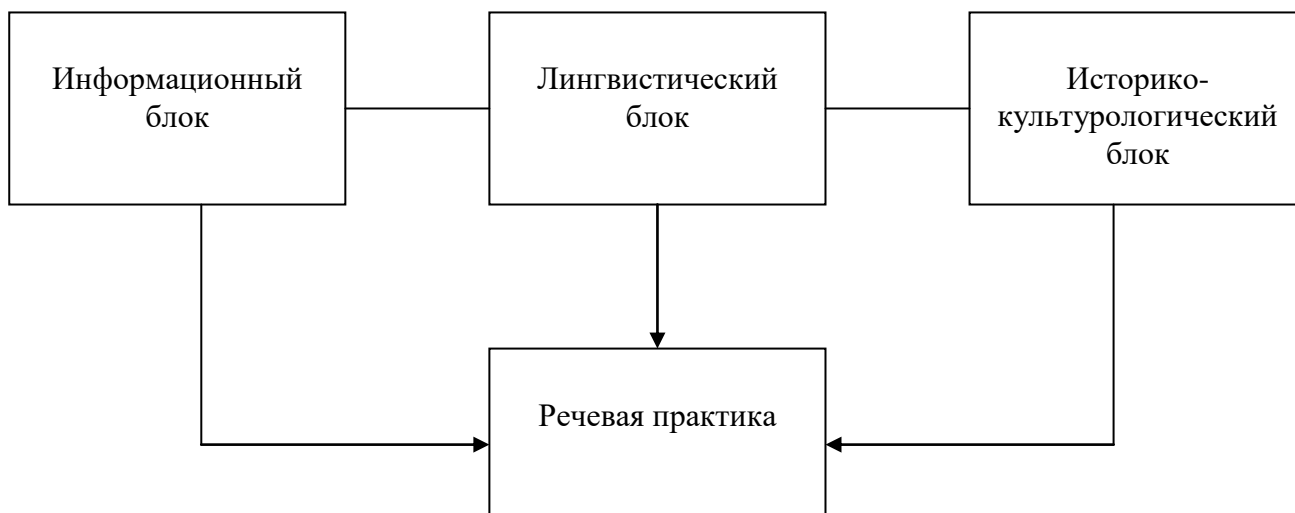 Информационный
блок
Лингвистический
блок
Историко-
культурологический
блок
Речевая практика